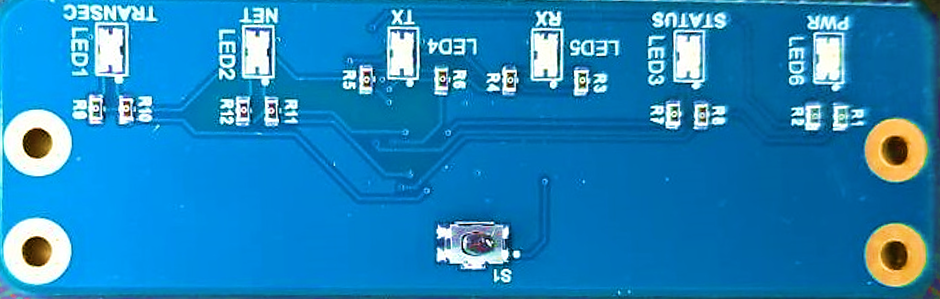 TRANSEC NET TX RX STATUS PWR
LED1 LED2 LED4 LED5 LED3 LED6
R5 R6 R4 R3
R9 R10 R12 R11 R7 R8 R2 R1
S1